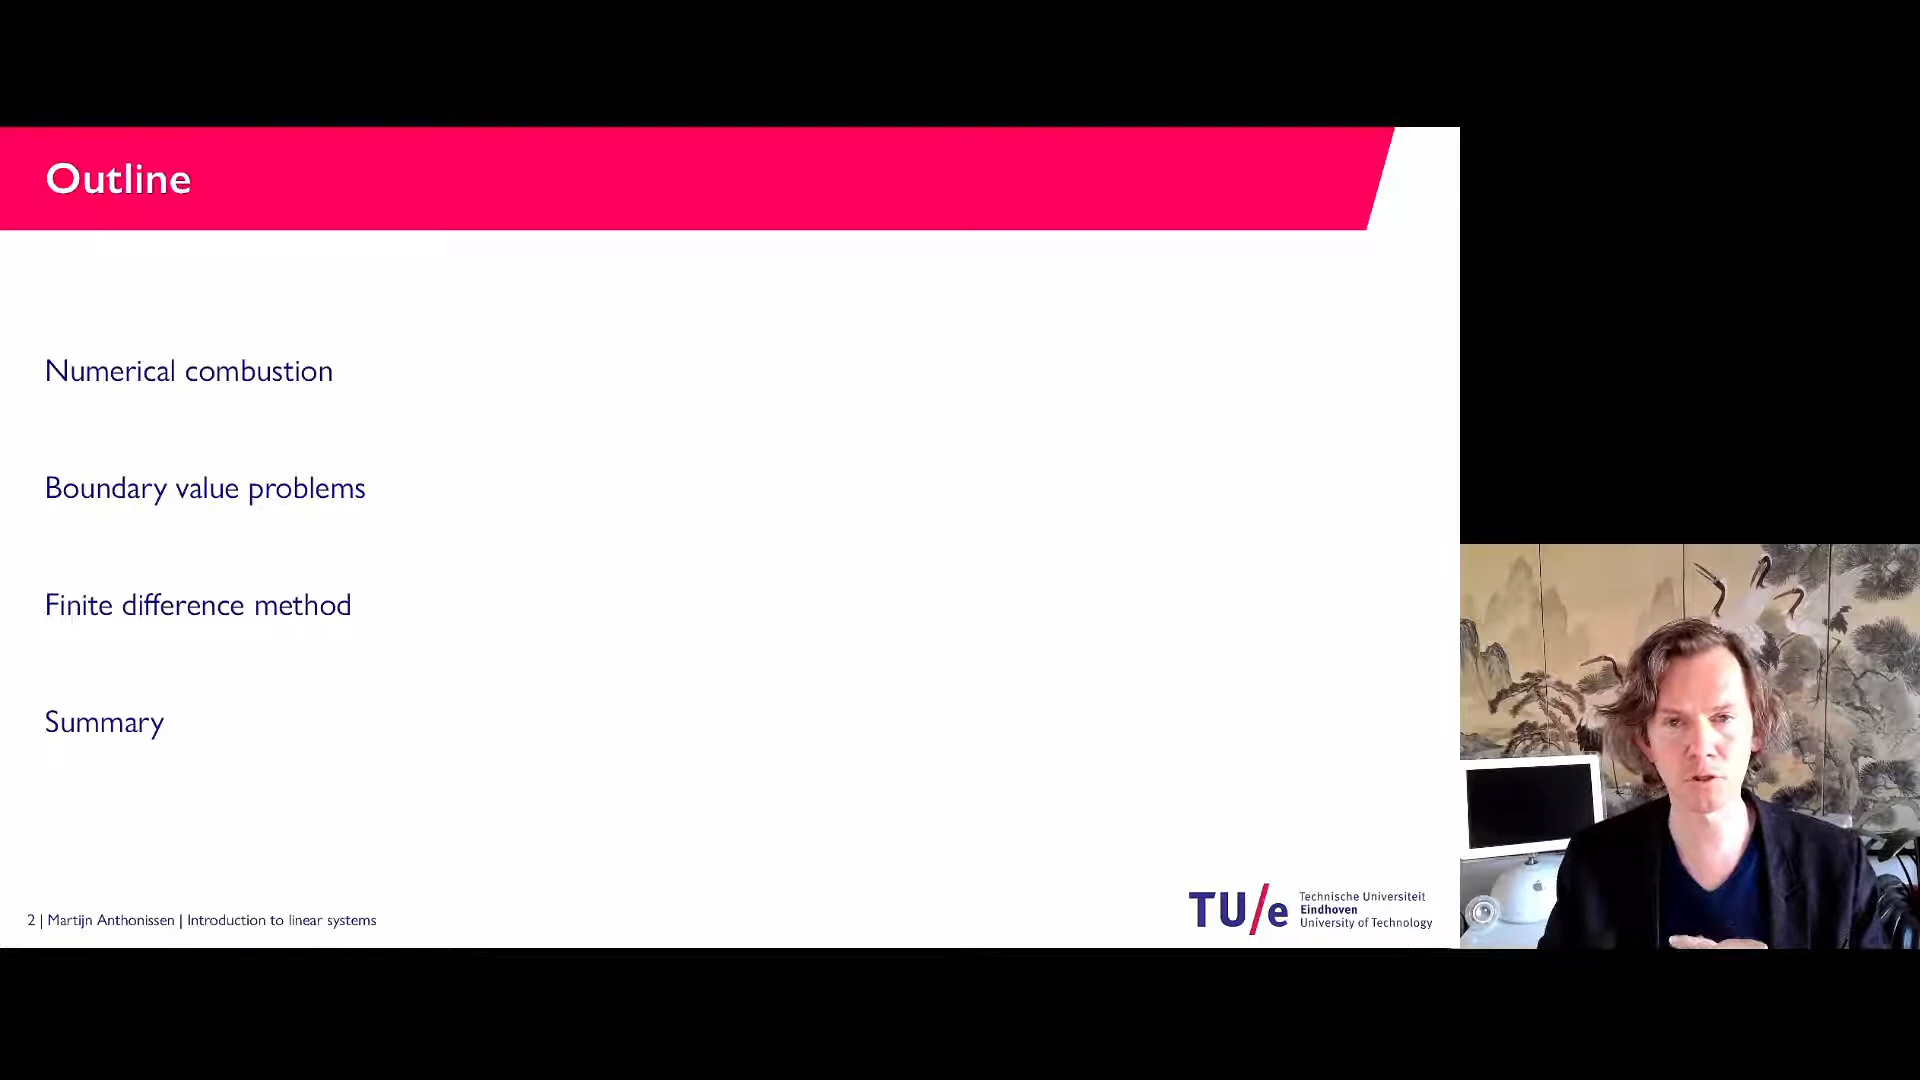 Outline
Numerical combustion
Boundary value problems
Finite difference method
Summary
2 | Martijn Anthonissen | Introduction to linear systems
TU/e
Technische Universiteit
Eindhoven
University of Technology